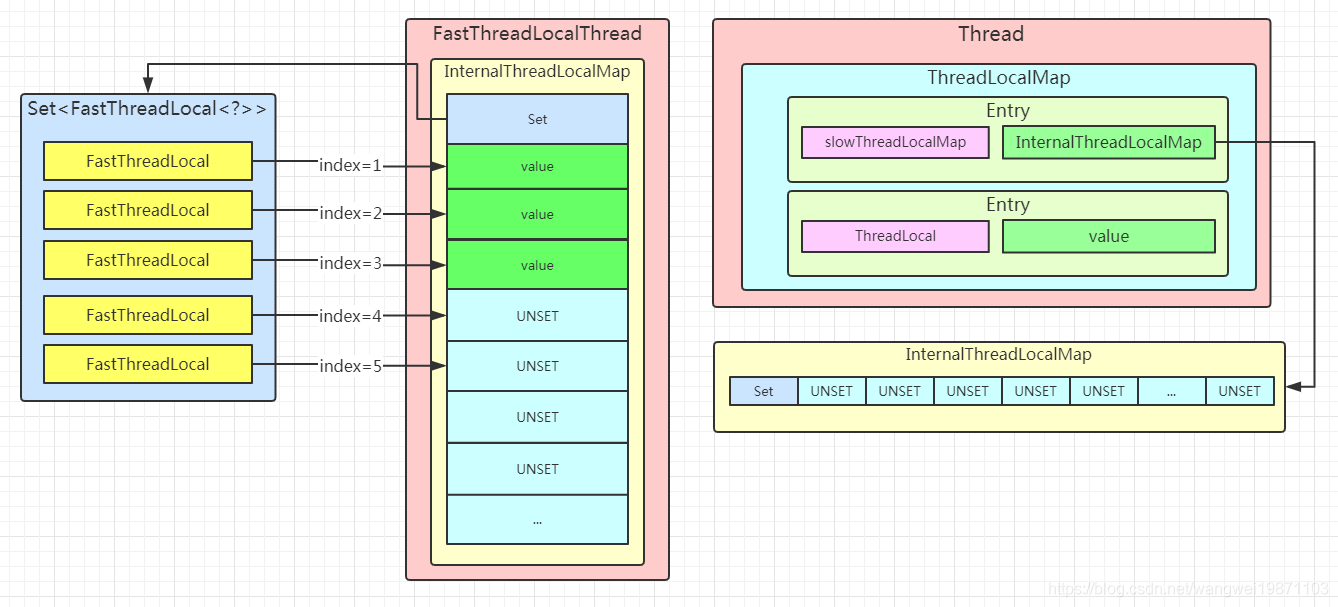 Set<FastThreadLocal<?>>
FastThreadLocal
FastThreadLocal
FastThreadLocal
FastThreadLocal
FastThreadLocal
index=1
index=2
index=3
index=4
index=5
FastThreadLocalThread
InternalThreadLocalMap
Set
value
value
value
UNSET
UNSET
UNSET
UNSET
...
Thread
ThreadLocalMap
Entry
slowThreadLocalMap InternalThreadLocalMap
Entry
ThreadLocal value
InternalThreadLocalMap
Set UNSET UNSET UNSET UNSET UNSET ... UNSET
https://blog.csdn.net/wangwei19871103